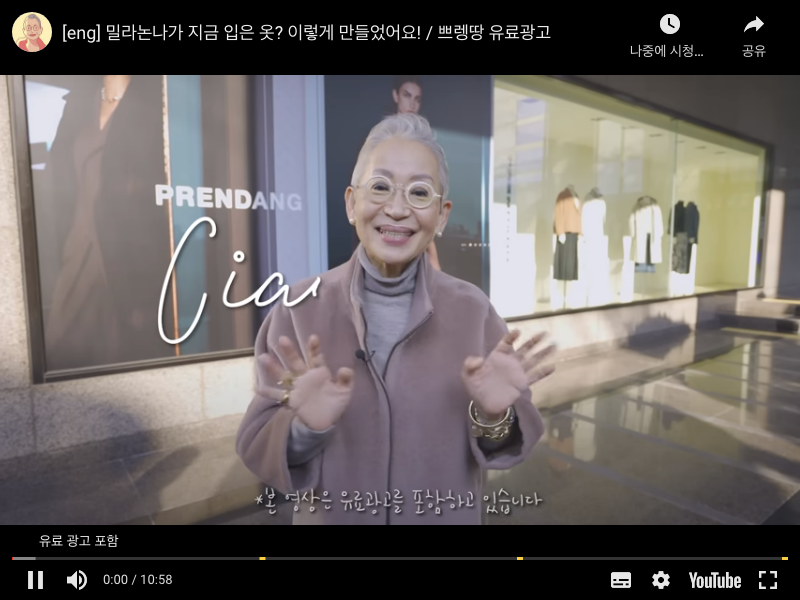 [eng] 밀라논나가 지금 입은 옷? 이렇게 만들었어요! / 쁘렝땅 유료광고
나중에 시청...
공유
PRENDANG
Cia
*본 영상은 유료광고를 포함하고 있습니다
유료 광고 포함
0:00 / 10:58
YouTube